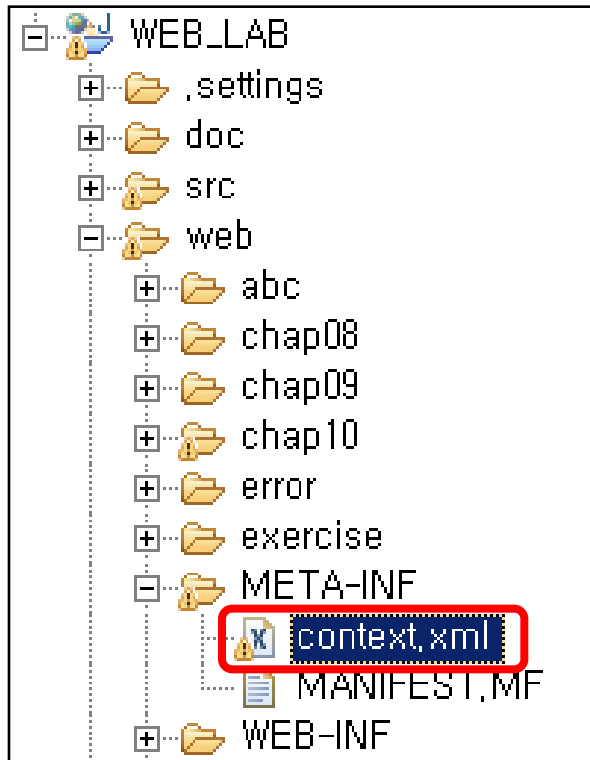 WEB_LAB
.settings
doc
src
web
abc
chap08
chap09
chap10
error
exercise
META-INF
context.xml
MANIFEST.MF
WEB-INF